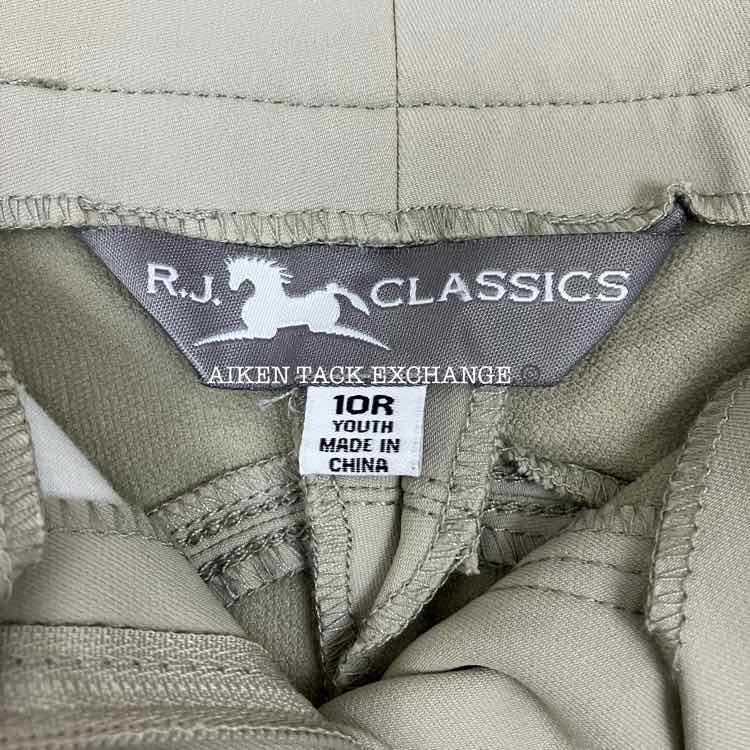 R.J. CLASSICS
AIKEN TACK EXCHANGE ©
10R
YOUTH
MADE IN
CHINA